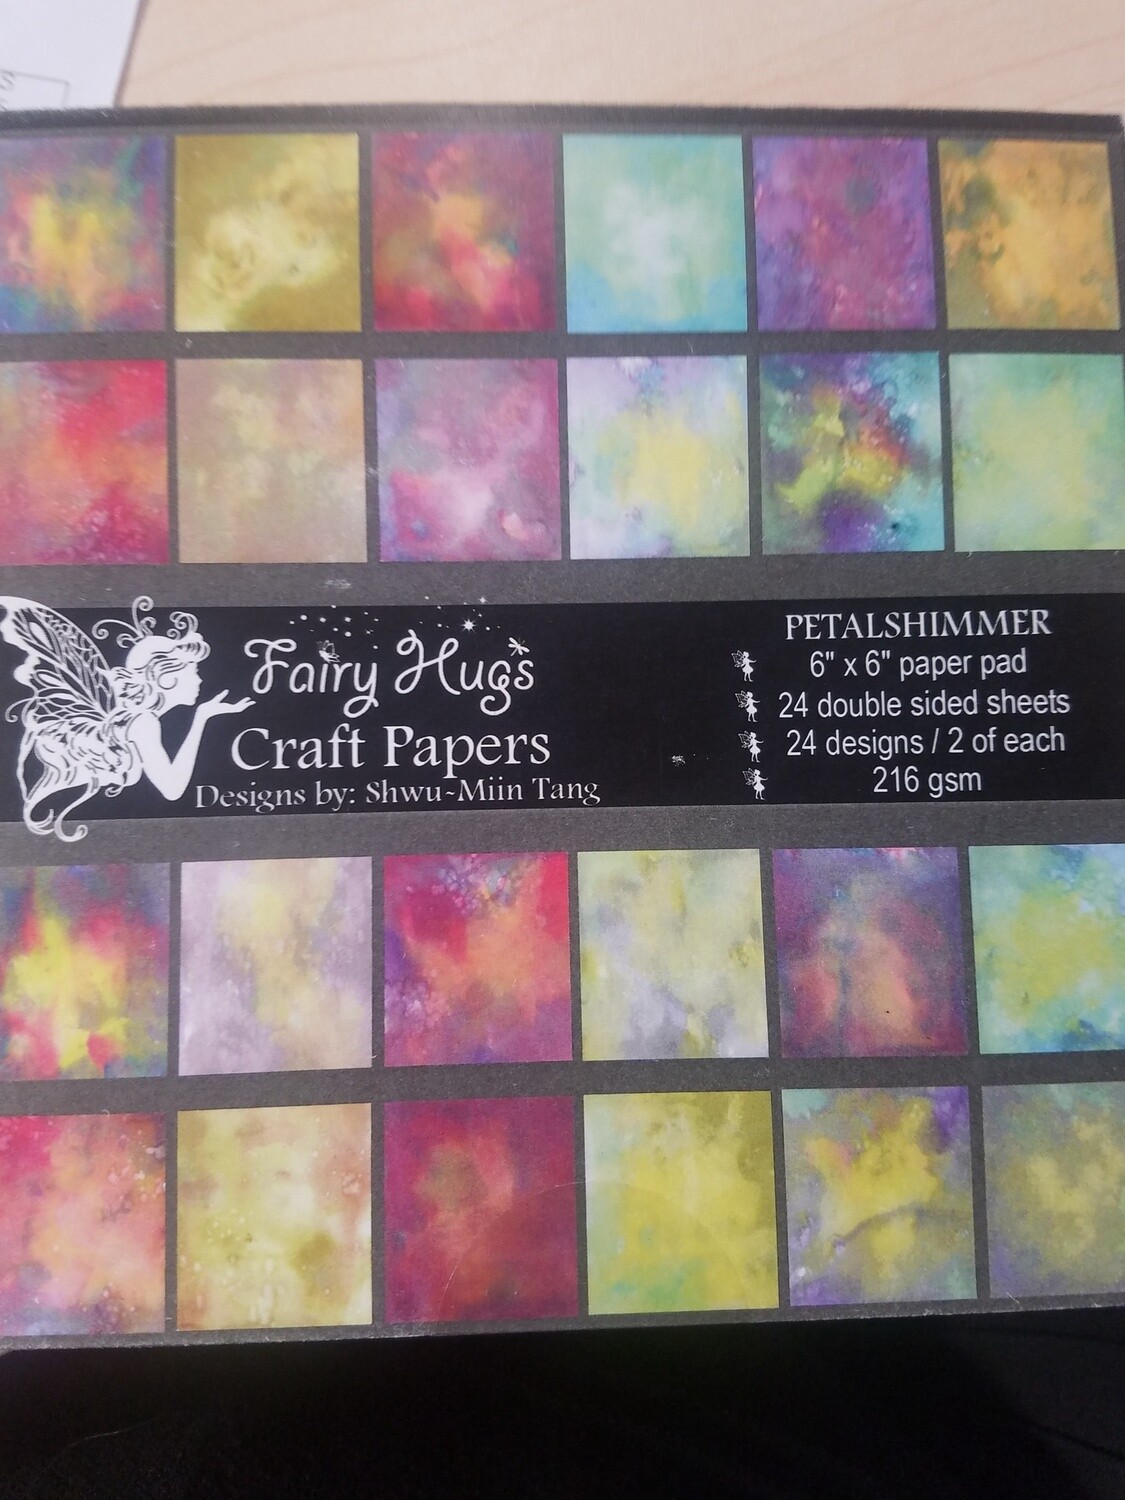 S
Fairy Hugs
Craft Papers
Designs by: Shwu-Miin Tang
PETALSHIMMER
6" x 6" paper pad
24 double sided sheets
24 designs / 2 of each
216 gsm